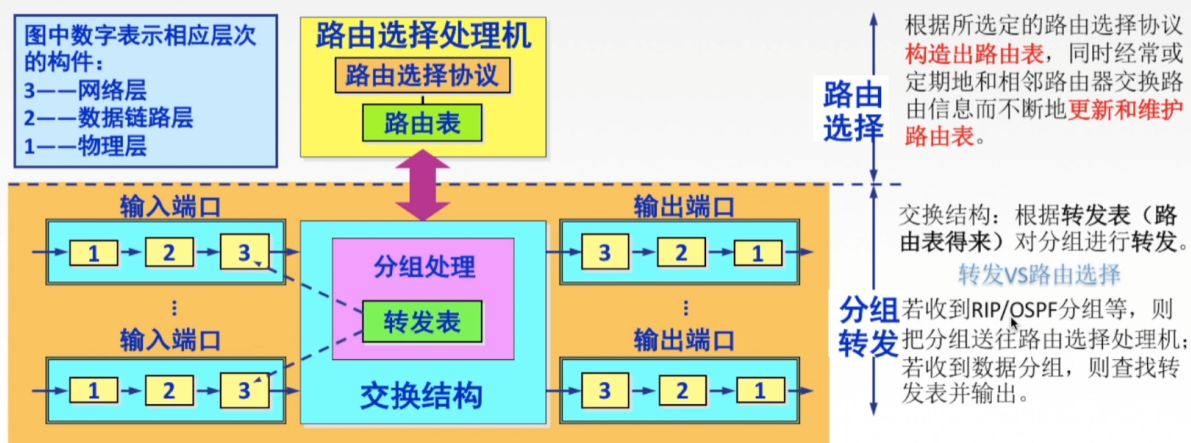 图中数字表示相应层次
的构件：
3——网络层
2——数据链路层
1——物理层
路由选择处理机
路由选择协议
路由表
路由
选择
根据所选定的路由选择协议
构造出路由表，同时经常或
定期地和相邻路由器交换路
由信息而不断地更新和维护
路由表。
输入端口
1
2
3
⋮
输入端口
1
2
3
分组处理
转发表
交换结构
输出端口
3
2
1
⋮
输出端口
3
2
1
分组
转发
交换结构：根据转发表（路
由表得来）对分组进行转发。
转发VS路由选择
若收到RIP/OSPF分组等，则
把分组送往路由选择处理机；
若收到数据分组，则查找转
发表并输出。